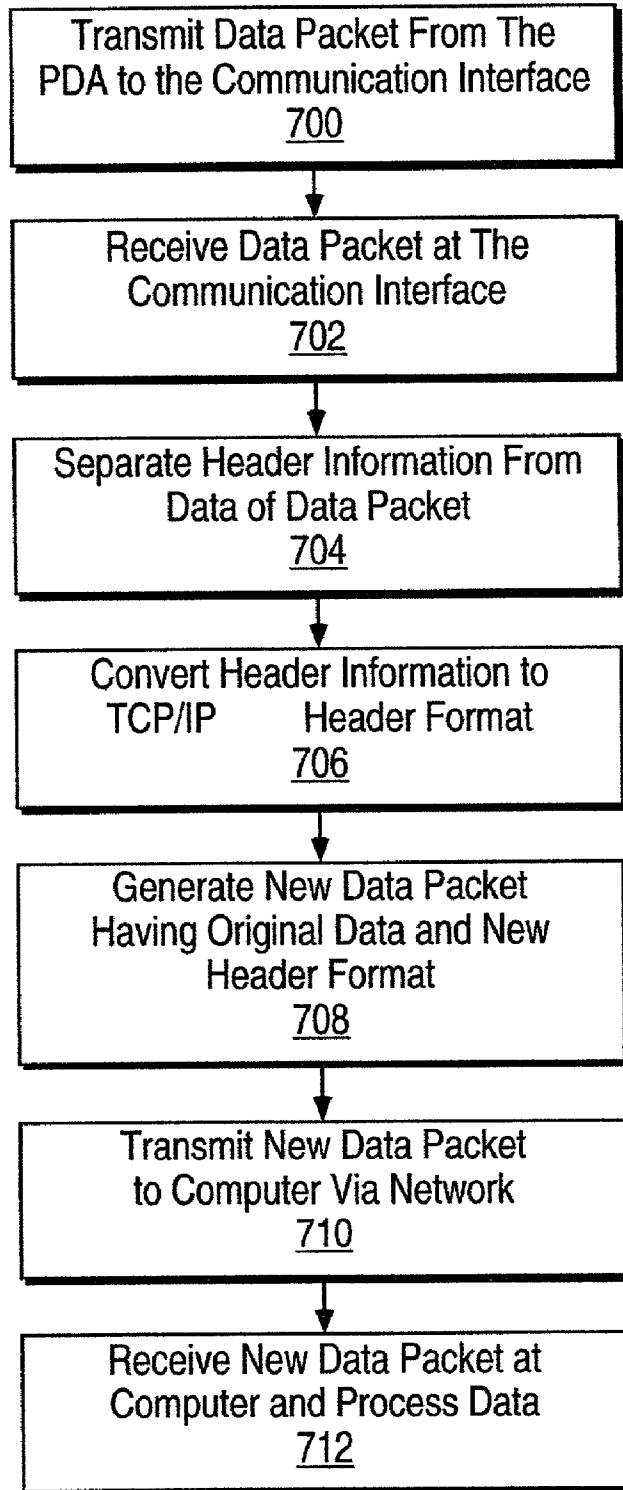 Transmit Data Packet From The
PDA to the Communication Interface
700
Receive Data Packet at The
Communication Interface
702
Separate Header Information From
Data of Data Packet
704
Convert Header Information to
TCP/IP Header Format
706
Generate New Data Packet
Having Original Data and New
Header Format
708
Transmit New Data Packet
to Computer Via Network
710
Receive New Data Packet at
Computer and Process Data
712